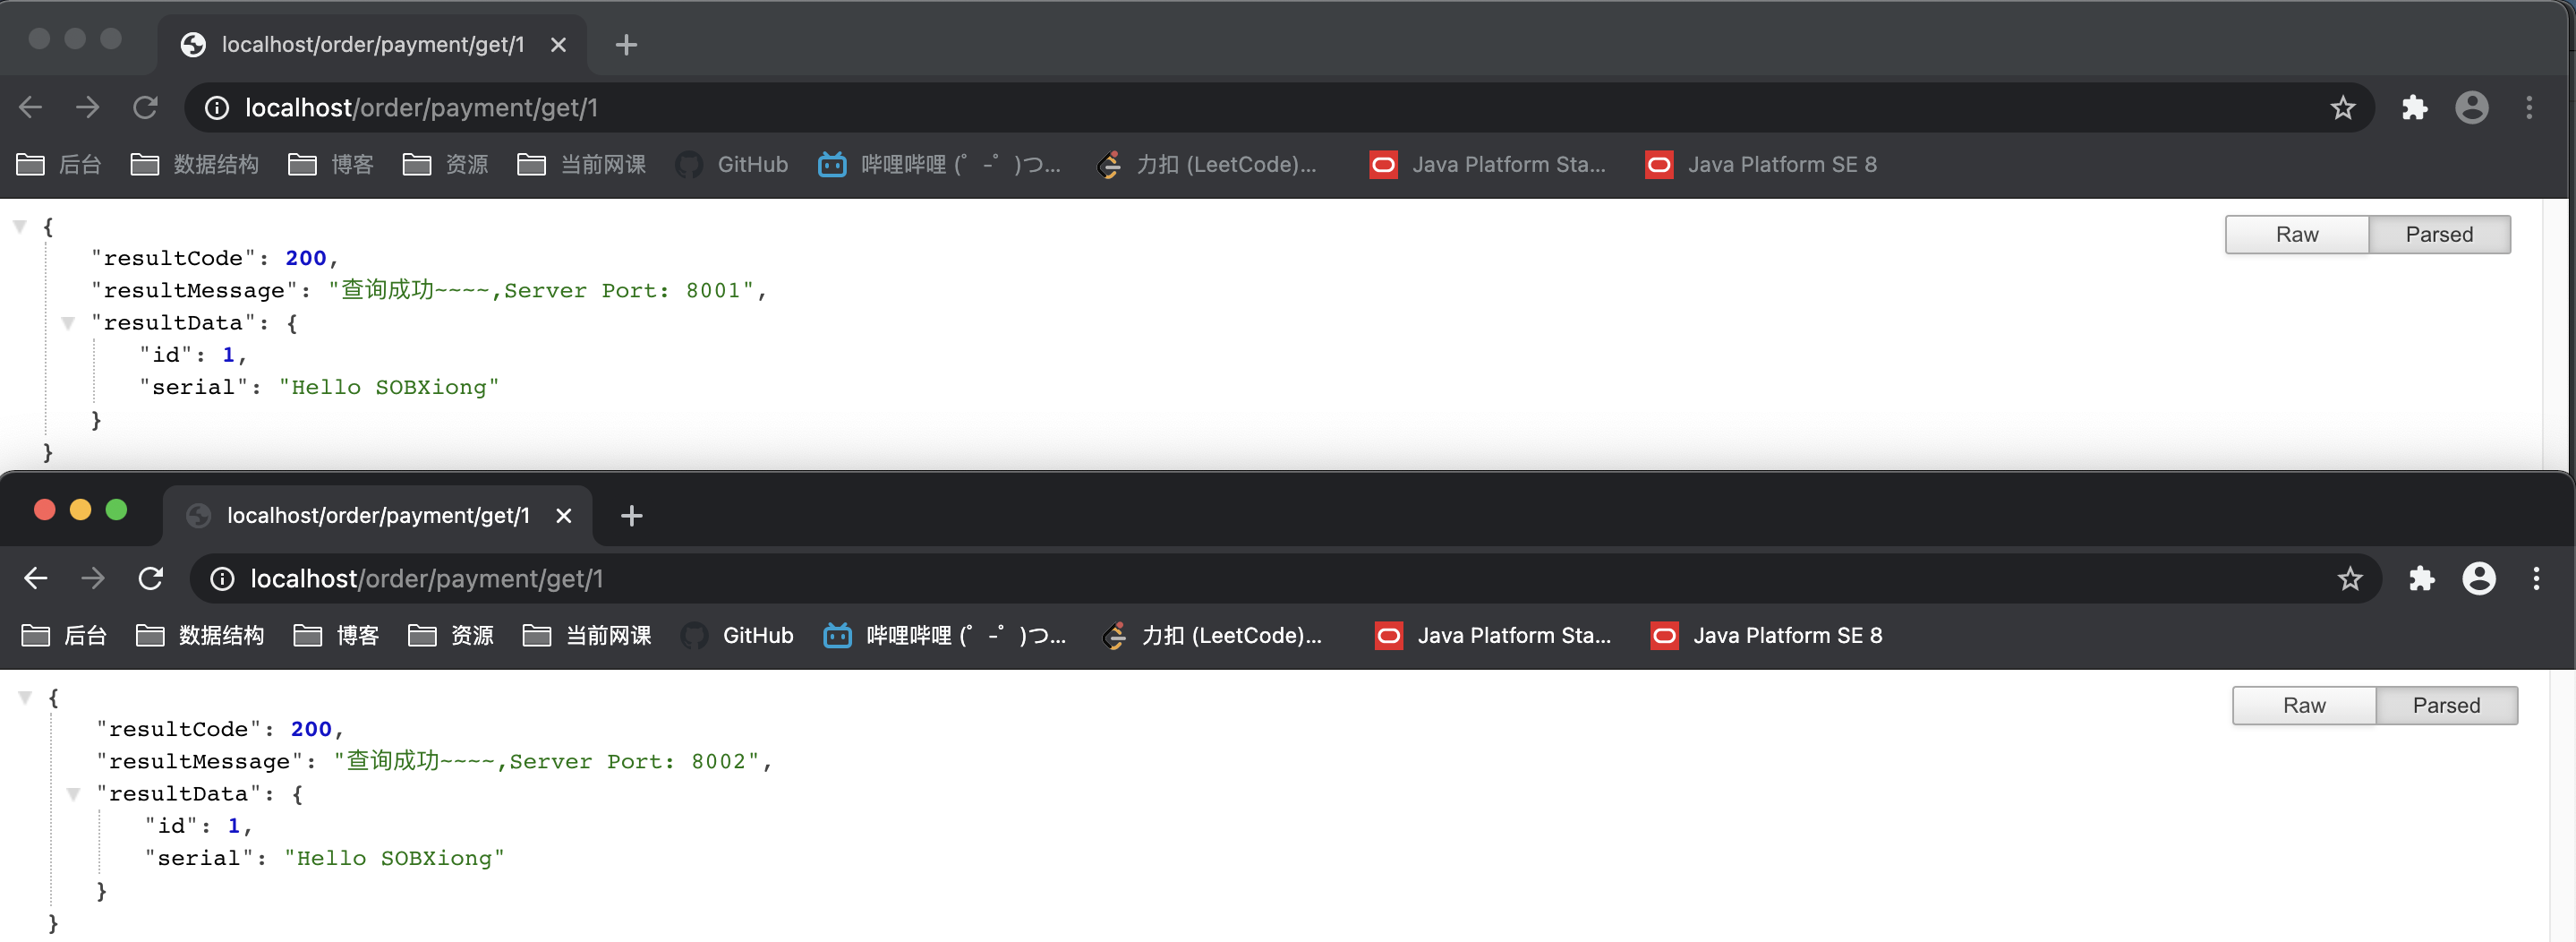 localhost/order/payment/get/1
localhost/order/payment/get/1
后台 数据结构 博客 资源 当前网课 GitHub 哔哩哔哩 (゜-゜)つ... 力扣 (LeetCode)... Java Platform Sta... Java Platform SE 8
Raw Parsed
{
"resultCode": 200,
"resultMessage": "查询成功~~~~,Server Port: 8001",
"resultData": {
"id": 1,
"serial": "Hello SOBXiong"
}
}
localhost/order/payment/get/1
localhost/order/payment/get/1
后台 数据结构 博客 资源 当前网课 GitHub 哔哩哔哩 (゜-゜)つ... 力扣 (LeetCode)... Java Platform Sta... Java Platform SE 8
Raw Parsed
{
"resultCode": 200,
"resultMessage": "查询成功~~~~,Server Port: 8002",
"resultData": {
"id": 1,
"serial": "Hello SOBXiong"
}
}